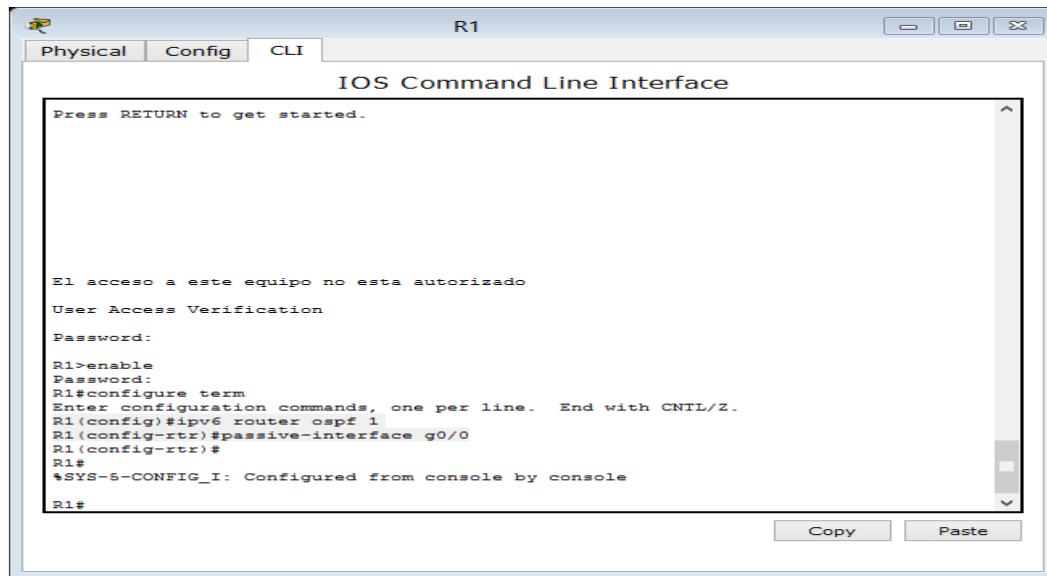 R1
Physical Config CLI
IOS Command Line Interface
Press RETURN to get started.
El acceso a este equipo no esta autorizado
User Access Verification
Password:
R1>enable
Password:
R1#configure term
Enter configuration commands, one per line.  End with CNTL/Z.
R1(config)#ipv6 router ospf 1
R1(config-rtr)#passive-interface g0/0
R1(config-rtr)#
R1#
%SYS-5-CONFIG_I: Configured from console by console
R1#
Copy Paste